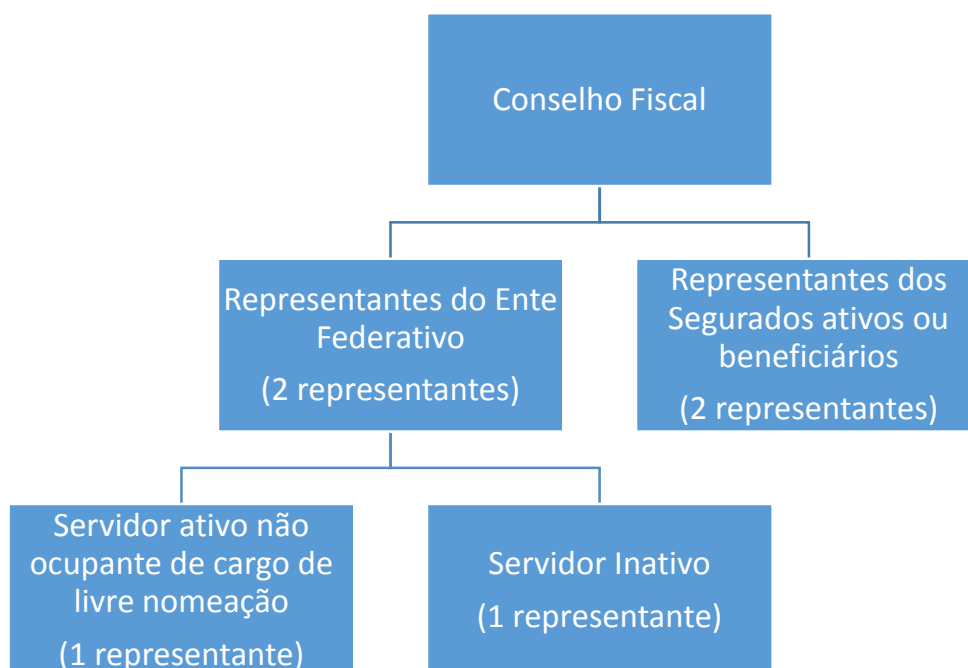 Conselho Fiscal
Representantes do Ente
Federativo
(2 representantes)
Representantes dos
Segurados ativos ou
beneficiários
(2 representantes)
Servidor ativo não
ocupante de cargo de
livre nomeação
(1 representante)
Servidor Inativo
(1 representante)